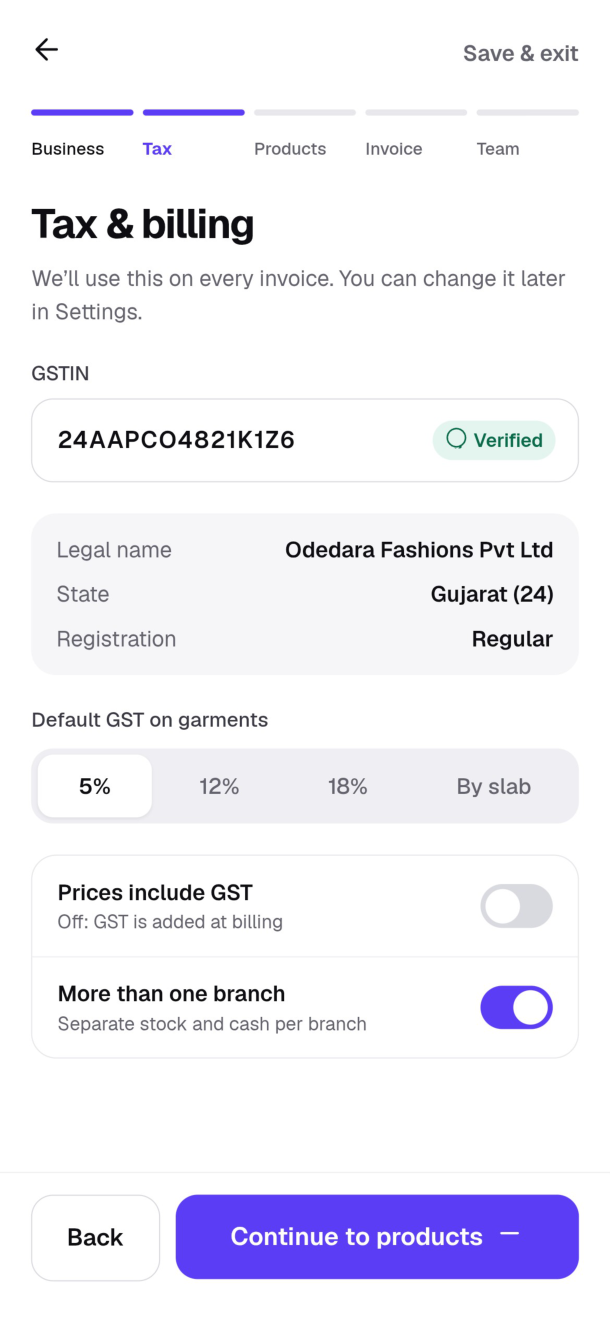 Save & exit
Business Tax Products Invoice Team
Tax & billing
We’ll use this on every invoice. You can change it later
in Settings.
GSTIN
24AAPCO4821K1Z6 Verified
Legal name Odedara Fashions Pvt Ltd
State Gujarat (24)
Registration Regular
Default GST on garments
5% 12% 18% By slab
Prices include GST
Off: GST is added at billing
More than one branch
Separate stock and cash per branch
Back Continue to products